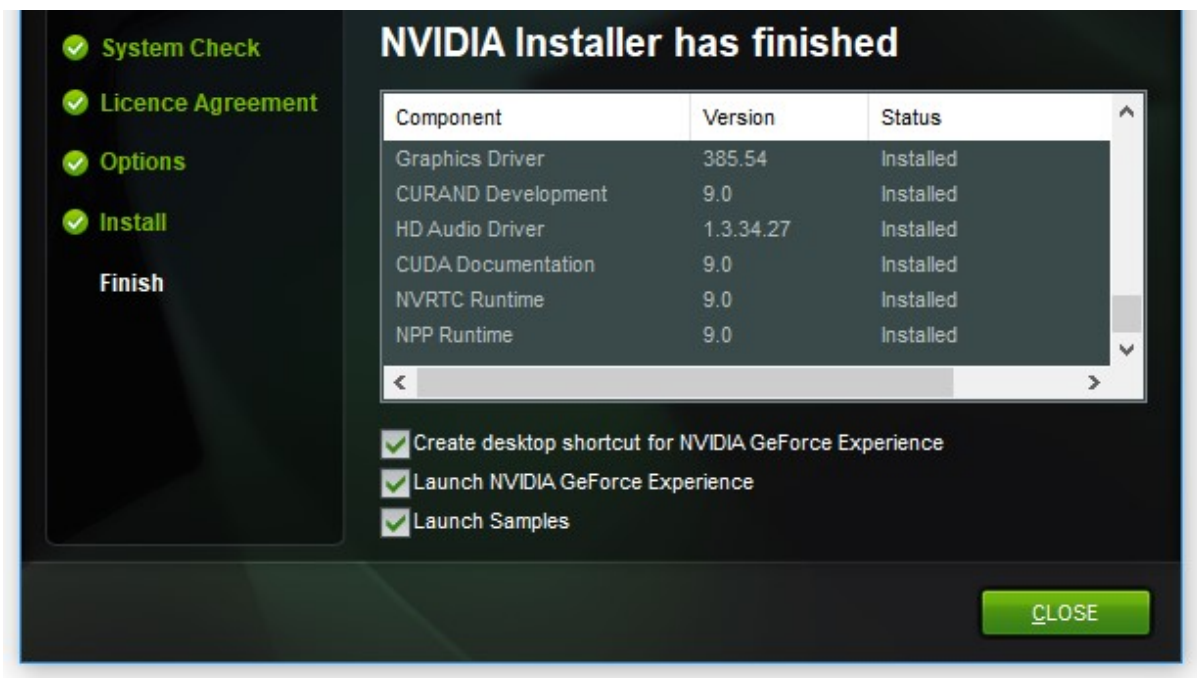 System Check
Licence Agreement
Options
Install
Finish
NVIDIA Installer has finished
Component Version Status
Graphics Driver 385.54 Installed
CURAND Development 9.0 Installed
HD Audio Driver 1.3.34.27 Installed
CUDA Documentation 9.0 Installed
NVRTC Runtime 9.0 Installed
NPP Runtime 9.0 Installed
Create desktop shortcut for NVIDIA GeForce Experience
Launch NVIDIA GeForce Experience
Launch Samples
CLOSE